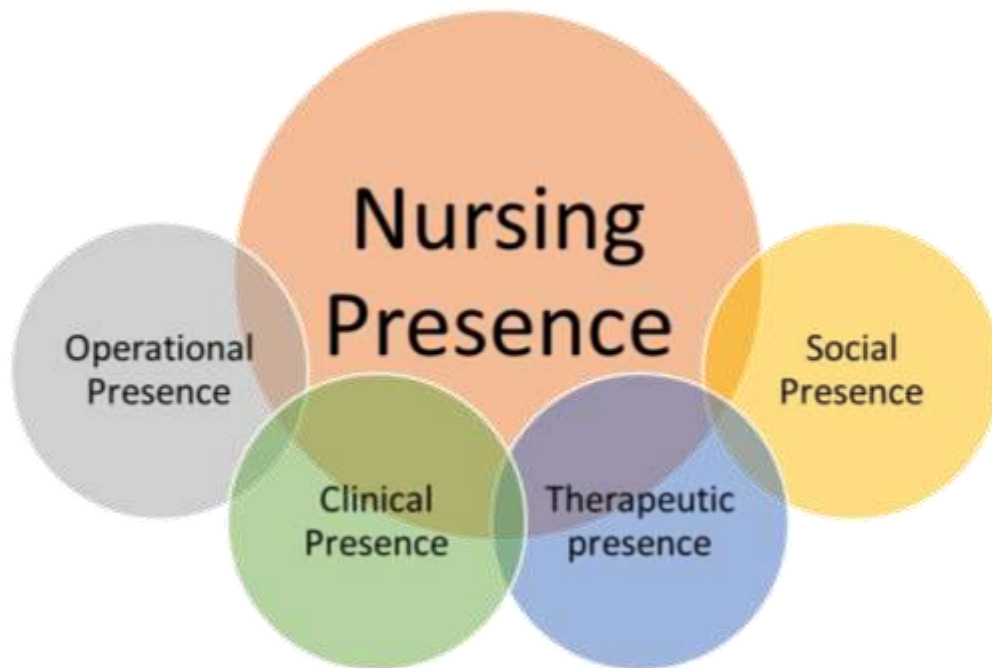 Nursing
Presence
Operational
Presence
Social
Presence
Clinical
Presence
Therapeutic
presence